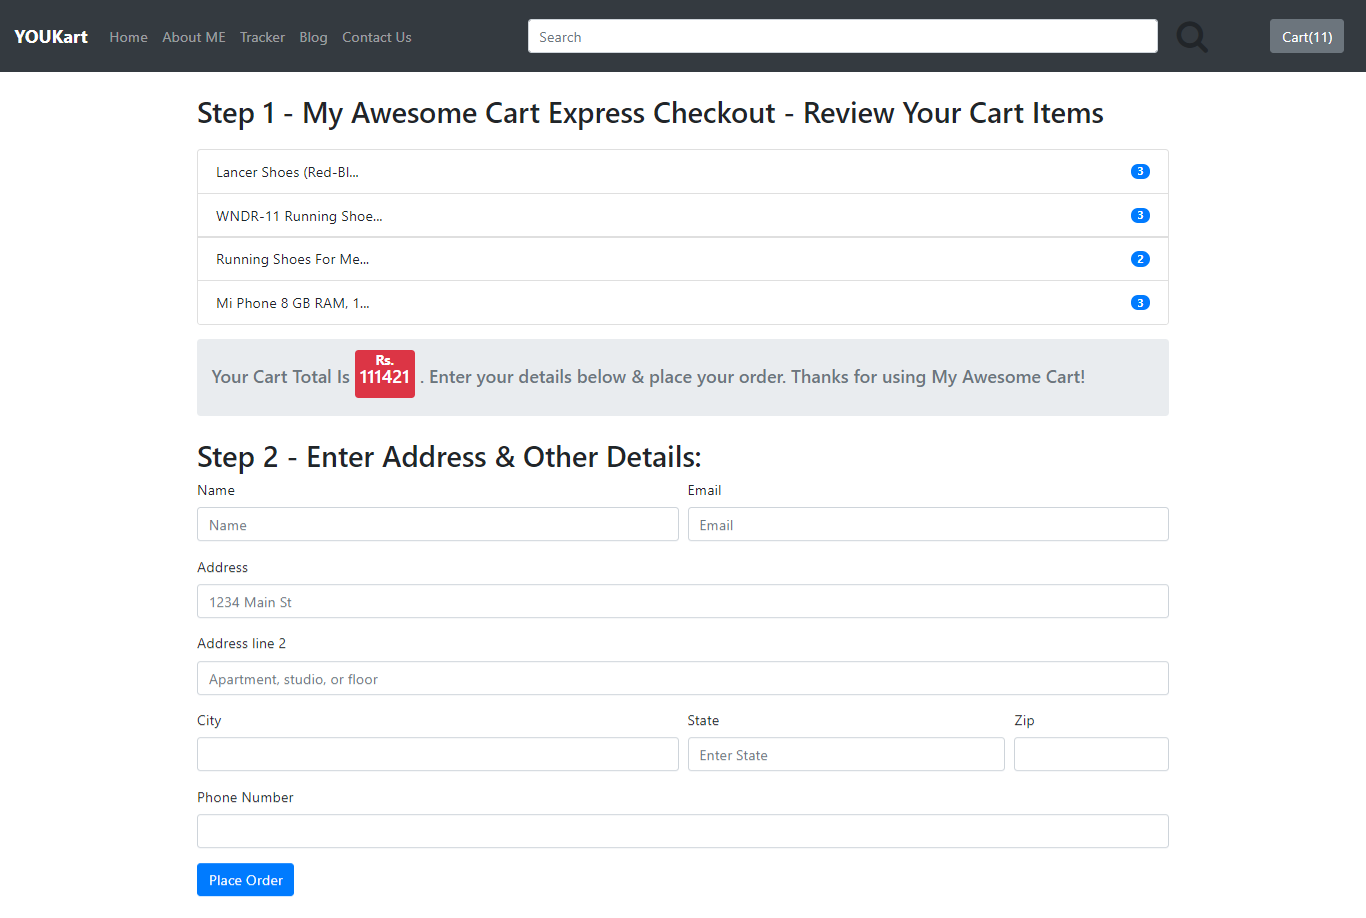 YOUKart Home About ME Tracker Blog Contact Us Search Cart(11)
Step 1 - My Awesome Cart Express Checkout - Review Your Cart Items
Lancer Shoes (Red-Bl... 3
WNDR-11 Running Shoe... 3
Running Shoes For Me... 2
Mi Phone 8 GB RAM, 1... 3
Your Cart Total Is Rs. 111421 . Enter your details below & place your order. Thanks for using My Awesome Cart!
Step 2 - Enter Address & Other Details:
Name Email
Name Email
Address
1234 Main St
Address line 2
Apartment, studio, or floor
City State Zip
Enter State
Phone Number
Place Order